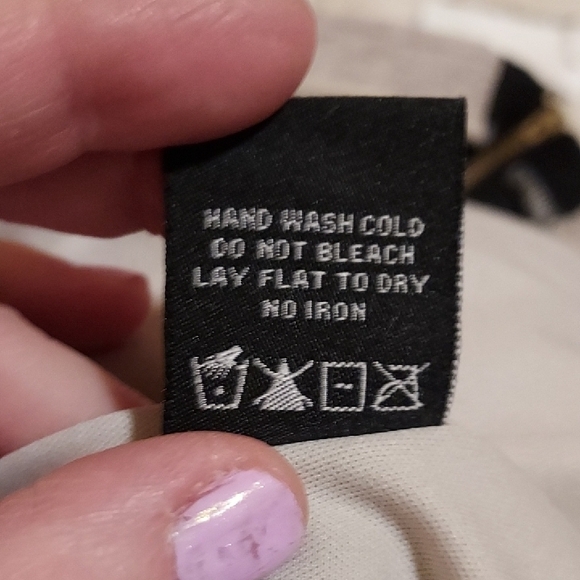 HAND WASH COLD
DO NOT BLEACH
LAY FLAT TO DRY
NO IRON